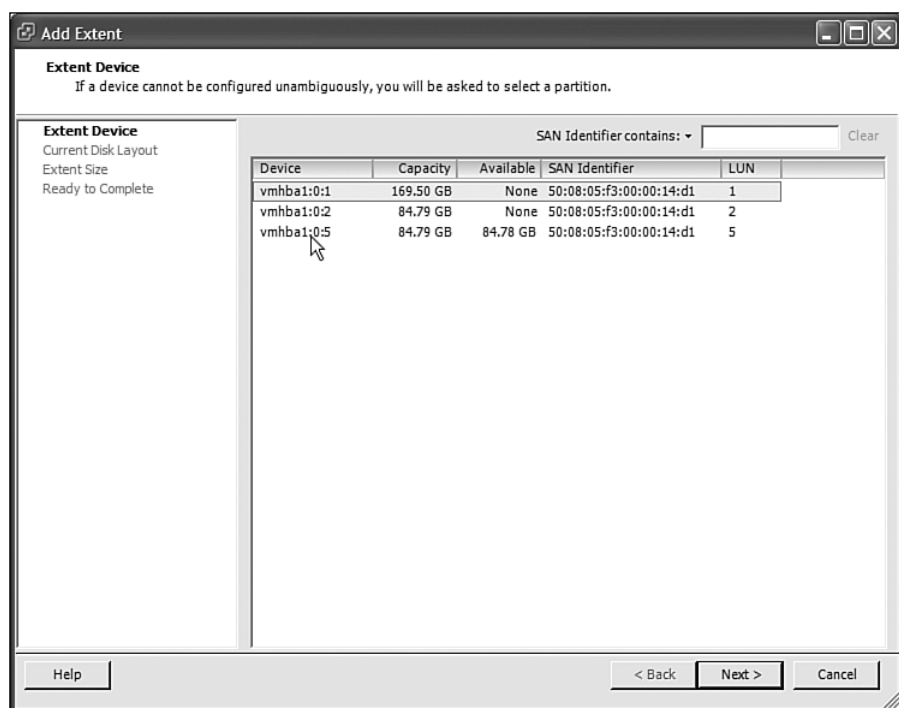 Add Extent
Extent Device
If a device cannot be configured unambiguously, you will be asked to select a partition.
Extent Device
Current Disk Layout
Extent Size
Ready to Complete
SAN Identifier contains:
Clear
Device Capacity Available SAN Identifier LUN
vmhba1:0:1 169.50 GB None 50:08:05:f3:00:00:14:d1 1
vmhba1:0:2 84.79 GB None 50:08:05:f3:00:00:14:d1 2
vmhba1:0:5 84.79 GB 84.78 GB 50:08:05:f3:00:00:14:d1 5
Help
< Back
Next >
Cancel